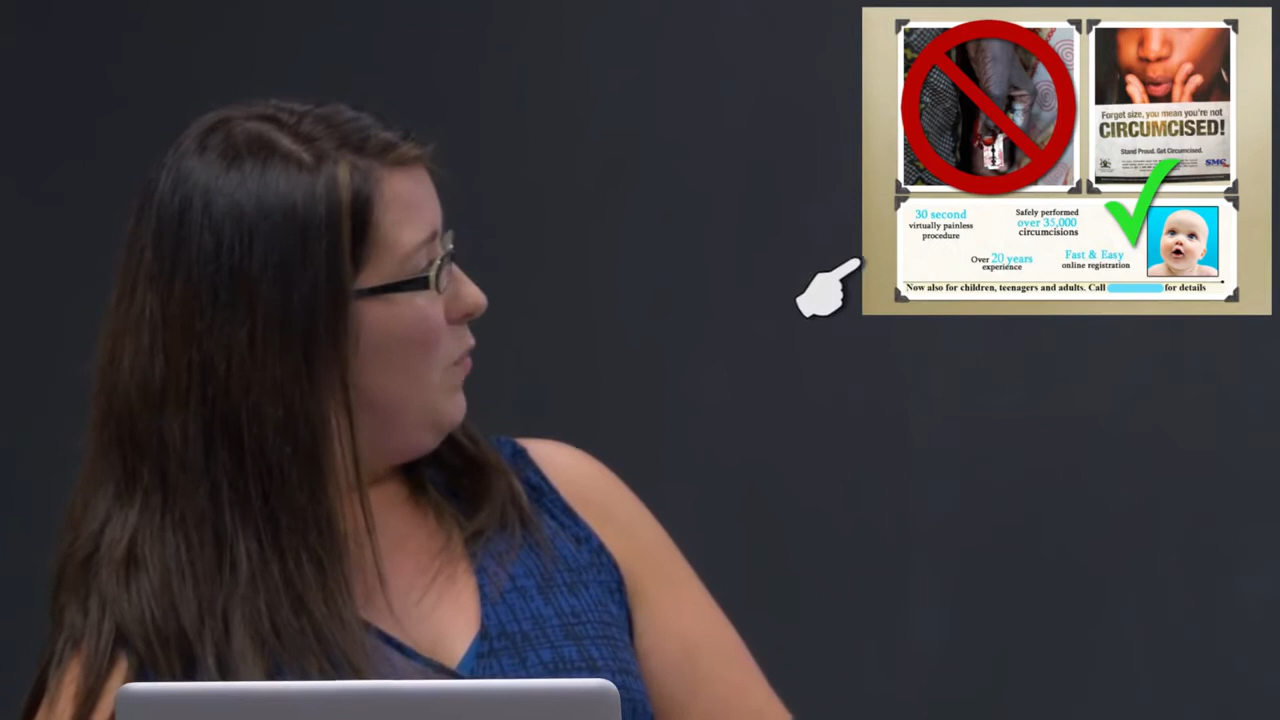 Forget size, you mean you're not
CIRCUMCISED!
Stand Proud. Get Circumcised.
SMC
30 second
virtually painless
procedure
Safely performed
over 35,000
circumcisions
Over 20 years
experience
Fast & Easy
online registration
Now also for children, teenagers and adults. Call for details